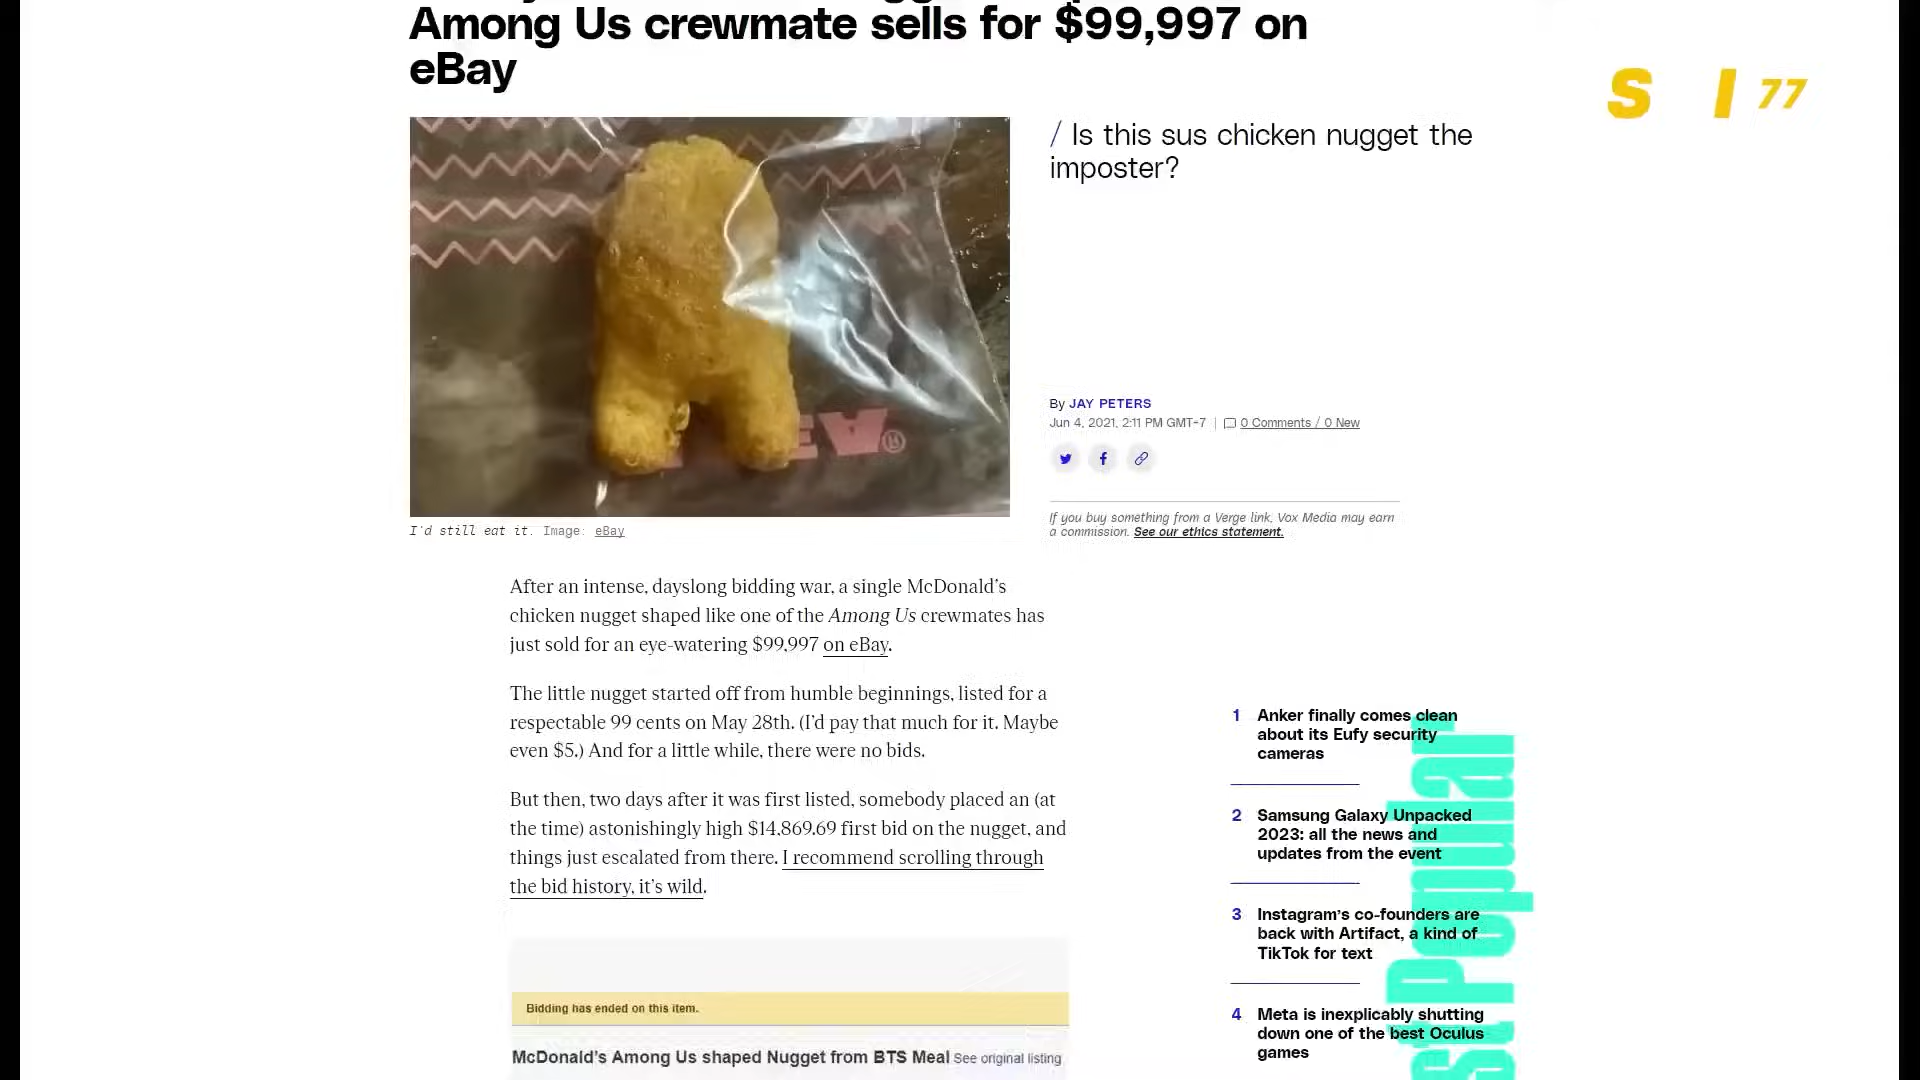 Among Us crewmate sells for $99,997 on
eBay
S I 77
/ Is this sus chicken nugget the
imposter?
EW®
By JAY PETERS
Jun 4, 2021, 2:11 PM GMT-7 | 0 Comments / 0 New
If you buy something from a Verge link, Vox Media may earn
a commission. See our ethics statement.
I'd still eat it. Image: eBay
After an intense, dayslong bidding war, a single McDonald's
chicken nugget shaped like one of the Among Us crewmates has
just sold for an eye-watering $99,997 on eBay.
The little nugget started off from humble beginnings, listed for a
respectable 99 cents on May 28th. (I'd pay that much for it. Maybe
even $5.) And for a little while, there were no bids.
But then, two days after it was first listed, somebody placed an (at
the time) astonishingly high $14,869.69 first bid on the nugget, and
things just escalated from there. I recommend scrolling through
the bid history, it's wild.
Bidding has ended on this item.
McDonald's Among Us shaped Nugget from BTS Meal See original listing
st Popular
1 Anker finally comes clean
about its Eufy security
cameras
2 Samsung Galaxy Unpacked
2023: all the news and
updates from the event
3 Instagram's co-founders are
back with Artifact, a kind of
TikTok for text
4 Meta is inexplicably shutting
down one of the best Oculus
games